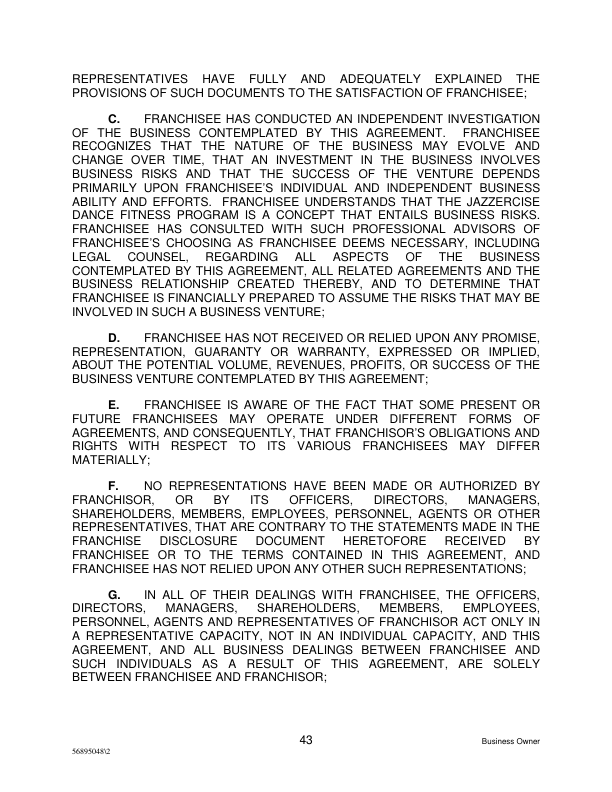 REPRESENTATIVES HAVE FULLY AND ADEQUATELY EXPLAINED THE
PROVISIONS OF SUCH DOCUMENTS TO THE SATISFACTION OF FRANCHISEE;
C. FRANCHISEE HAS CONDUCTED AN INDEPENDENT INVESTIGATION
OF THE BUSINESS CONTEMPLATED BY THIS AGREEMENT. FRANCHISEE
RECOGNIZES THAT THE NATURE OF THE BUSINESS MAY EVOLVE AND
CHANGE OVER TIME, THAT AN INVESTMENT IN THE BUSINESS INVOLVES
BUSINESS RISKS AND THAT THE SUCCESS OF THE VENTURE DEPENDS
PRIMARILY UPON FRANCHISEE'S INDIVIDUAL AND INDEPENDENT BUSINESS
ABILITY AND EFFORTS. FRANCHISEE UNDERSTANDS THAT THE JAZZERCISE
DANCE FITNESS PROGRAM IS A CONCEPT THAT ENTAILS BUSINESS RISKS.
FRANCHISEE HAS CONSULTED WITH SUCH PROFESSIONAL ADVISORS OF
FRANCHISEE'S CHOOSING AS FRANCHISEE DEEMS NECESSARY, INCLUDING
LEGAL COUNSEL, REGARDING ALL ASPECTS OF THE BUSINESS
CONTEMPLATED BY THIS AGREEMENT, ALL RELATED AGREEMENTS AND THE
BUSINESS RELATIONSHIP CREATED THEREBY, AND TO DETERMINE THAT
FRANCHISEE IS FINANCIALLY PREPARED TO ASSUME THE RISKS THAT MAY BE
INVOLVED IN SUCH A BUSINESS VENTURE;
D. FRANCHISEE HAS NOT RECEIVED OR RELIED UPON ANY PROMISE,
REPRESENTATION, GUARANTY OR WARRANTY, EXPRESSED OR IMPLIED,
ABOUT THE POTENTIAL VOLUME, REVENUES, PROFITS, OR SUCCESS OF THE
BUSINESS VENTURE CONTEMPLATED BY THIS AGREEMENT;
E. FRANCHISEE IS AWARE OF THE FACT THAT SOME PRESENT OR
FUTURE FRANCHISEES MAY OPERATE UNDER DIFFERENT FORMS OF
AGREEMENTS, AND CONSEQUENTLY, THAT FRANCHISOR'S OBLIGATIONS AND
RIGHTS WITH RESPECT TO ITS VARIOUS FRANCHISEES MAY DIFFER
MATERIALLY;
F. NO REPRESENTATIONS HAVE BEEN MADE OR AUTHORIZED BY
FRANCHISOR, OR BY ITS OFFICERS, DIRECTORS, MANAGERS,
SHAREHOLDERS, MEMBERS, EMPLOYEES, PERSONNEL, AGENTS OR OTHER
REPRESENTATIVES, THAT ARE CONTRARY TO THE STATEMENTS MADE IN THE
FRANCHISE DISCLOSURE DOCUMENT HERETOFORE RECEIVED BY
FRANCHISEE OR TO THE TERMS CONTAINED IN THIS AGREEMENT, AND
FRANCHISEE HAS NOT RELIED UPON ANY OTHER SUCH REPRESENTATIONS;
G. IN ALL OF THEIR DEALINGS WITH FRANCHISEE, THE OFFICERS,
DIRECTORS, MANAGERS, SHAREHOLDERS, MEMBERS, EMPLOYEES,
PERSONNEL, AGENTS AND REPRESENTATIVES OF FRANCHISOR ACT ONLY IN
A REPRESENTATIVE CAPACITY, NOT IN AN INDIVIDUAL CAPACITY, AND THIS
AGREEMENT, AND ALL BUSINESS DEALINGS BETWEEN FRANCHISEE AND
SUCH INDIVIDUALS AS A RESULT OF THIS AGREEMENT, ARE SOLELY
BETWEEN FRANCHISEE AND FRANCHISOR;
43
Business Owner
56895048\2